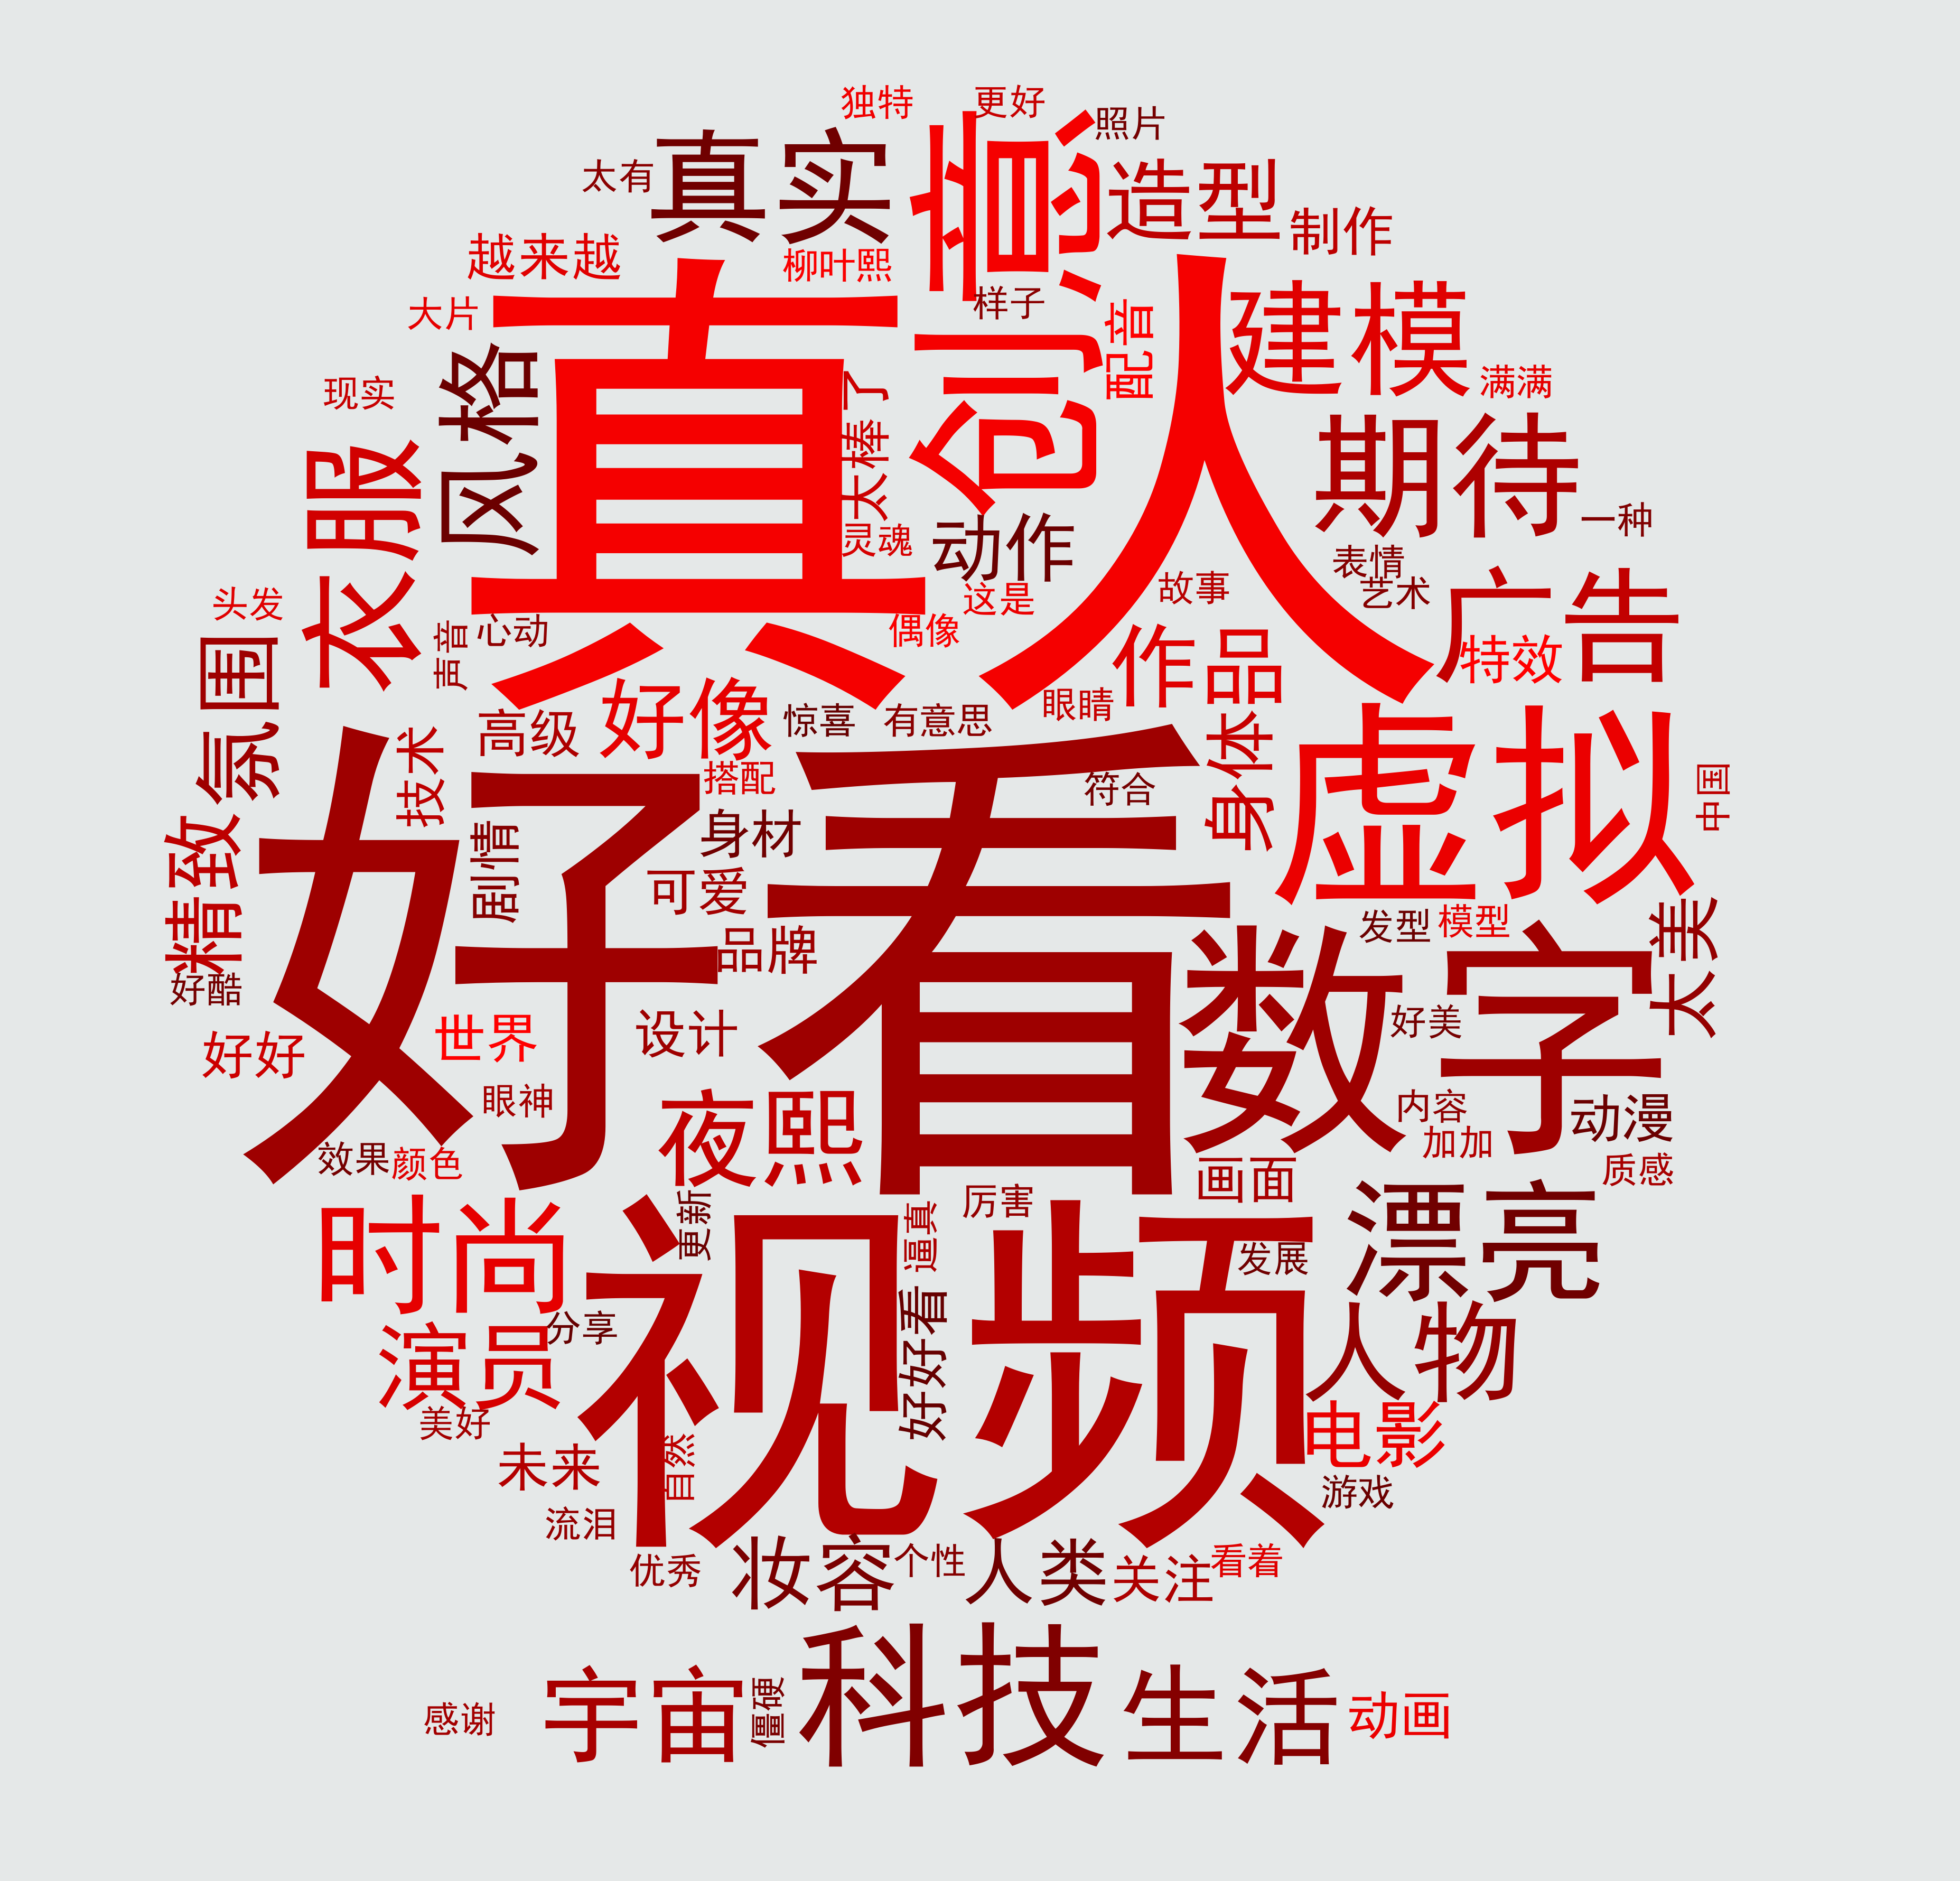 独特
更好
照片
太有
真实
创意
造型
制作
越来越
柳叶熙
样子
大片
真人
配音
建模
现实
风格
太棒了
满满
衣服
期待
灵魂
动作
一种
表情
头发
这是
故事
艺术
广告
声音
心动
偶像
作品
特效
氛围
高级
好像
惊喜
有意思
眼睛
身体
虚拟
技术
搭配
符合
中国
好看
剧情
身材
精致
可爱
发型
模型
品牌
数字
太美
好酷
好好
世界
设计
好美
眼神
夜熙
内容
动漫
加加
效果
颜色
画面
质感
时尚
更新
视频
逼真
厉害
发展
漂亮
演员
分享
好好看
人物
美好
电影
未来
自然
游戏
流泪
优秀
妆容
个性
人类
关注
看着
感谢
宇宙
僵硬
科技
生活
动画